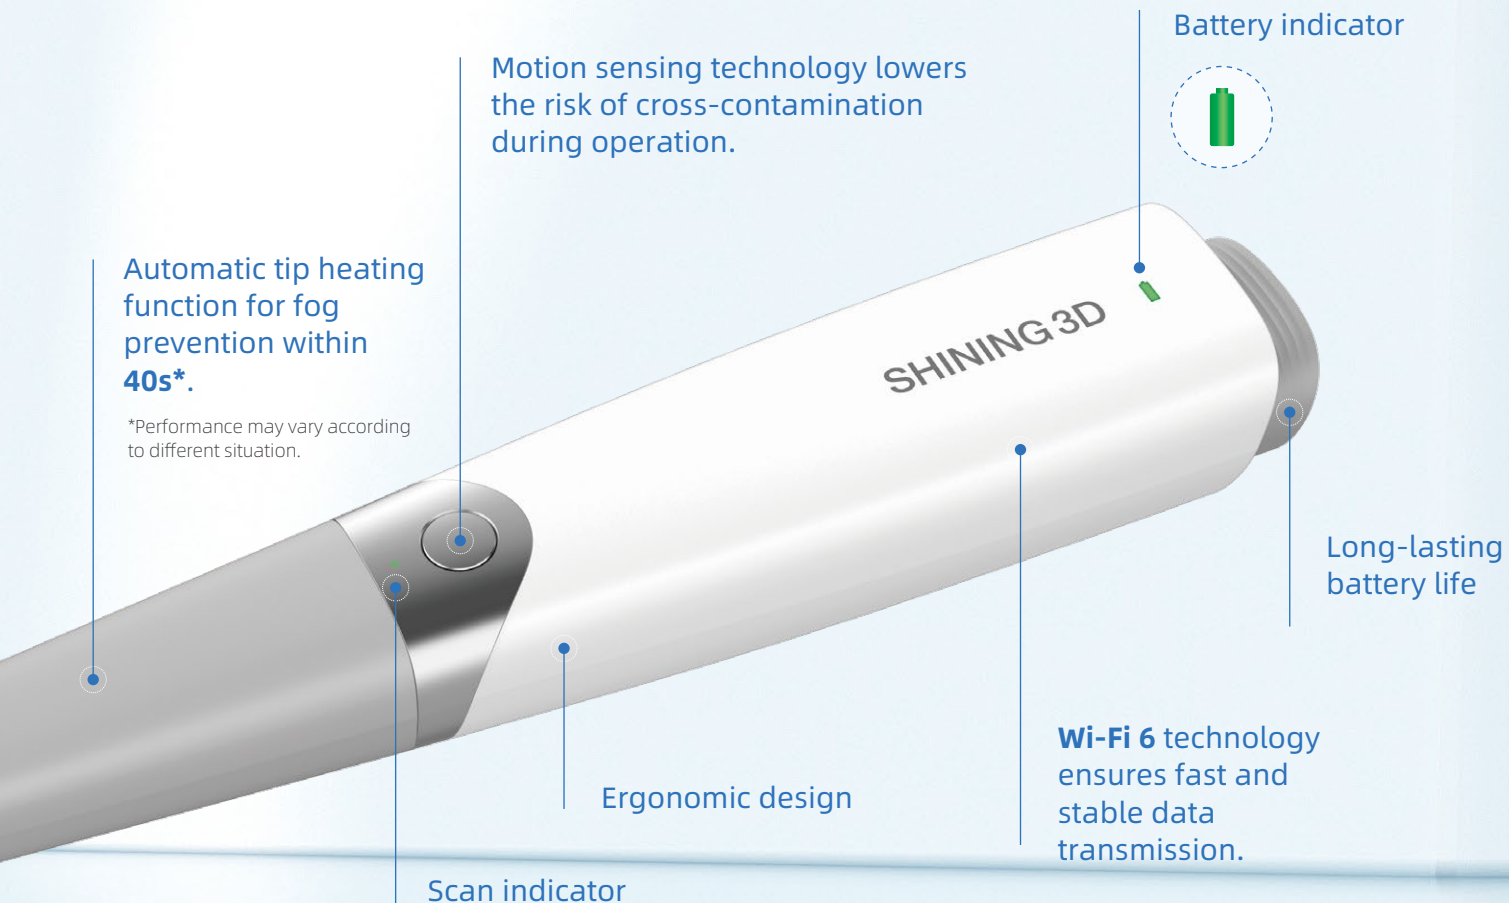 Battery indicator
Motion sensing technology lowers
the risk of cross-contamination
during operation.
Automatic tip heating
function for fog
prevention within
40s*.
*Performance may vary according
to different situation.
SHINING 3D
Long-lasting
battery life
Wi-Fi 6 technology
ensures fast and
stable data
transmission.
Ergonomic design
Scan indicator